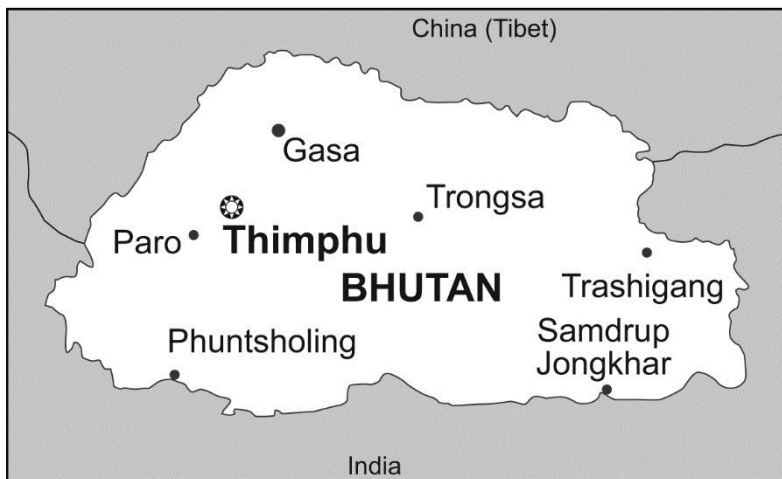 China (Tibet)
Gasa
Trongsa
Paro
Thimphu
BHUTAN
Trashigang
Phuntsholing
Samdrup
Jongkhar
India